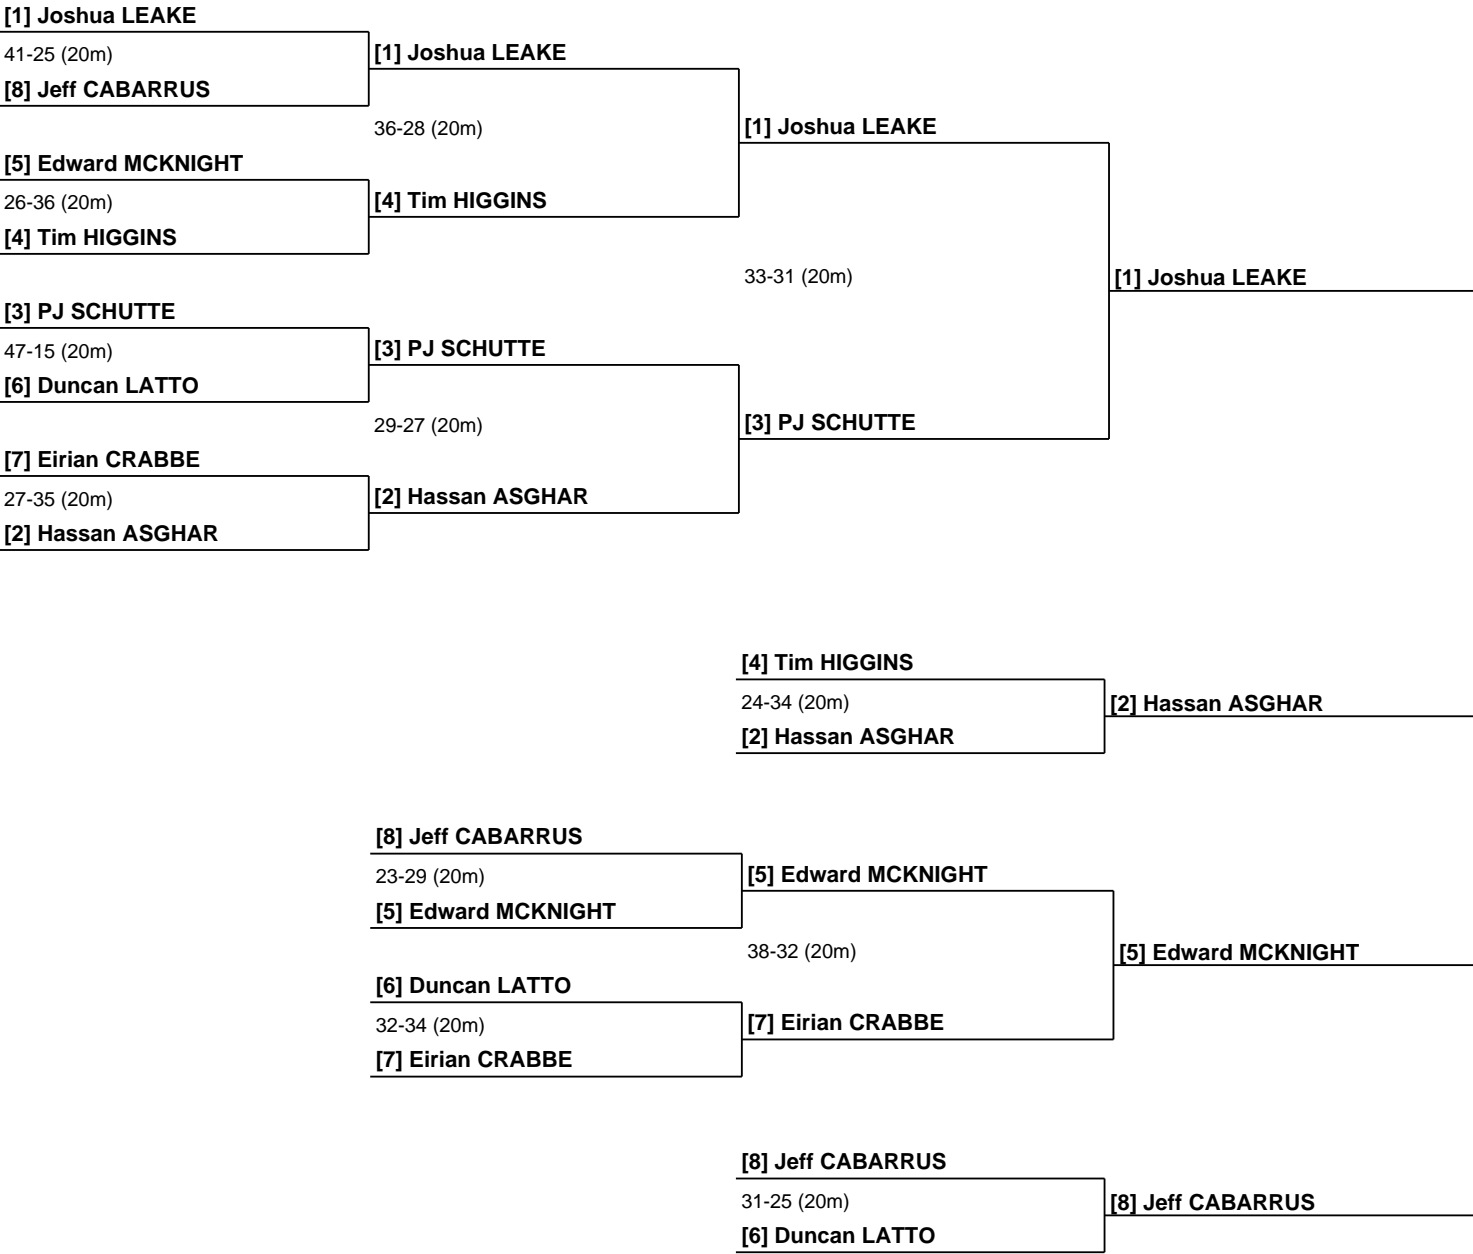 [1] Joshua LEAKE
41-25 (20m)
[1] Joshua LEAKE
[8] Jeff CABARRUS
36-28 (20m)
[1] Joshua LEAKE
[5] Edward MCKNIGHT
26-36 (20m)
[4] Tim HIGGINS
[4] Tim HIGGINS
33-31 (20m)
[1] Joshua LEAKE
[3] PJ SCHUTTE
47-15 (20m)
[3] PJ SCHUTTE
[6] Duncan LATTO
29-27 (20m)
[3] PJ SCHUTTE
[7] Eirian CRABBE
27-35 (20m)
[2] Hassan ASGHAR
[2] Hassan ASGHAR
[4] Tim HIGGINS
24-34 (20m)
[2] Hassan ASGHAR
[2] Hassan ASGHAR
[8] Jeff CABARRUS
23-29 (20m)
[5] Edward MCKNIGHT
[5] Edward MCKNIGHT
38-32 (20m)
[5] Edward MCKNIGHT
[6] Duncan LATTO
32-34 (20m)
[7] Eirian CRABBE
[7] Eirian CRABBE
[8] Jeff CABARRUS
31-25 (20m)
[8] Jeff CABARRUS
[6] Duncan LATTO